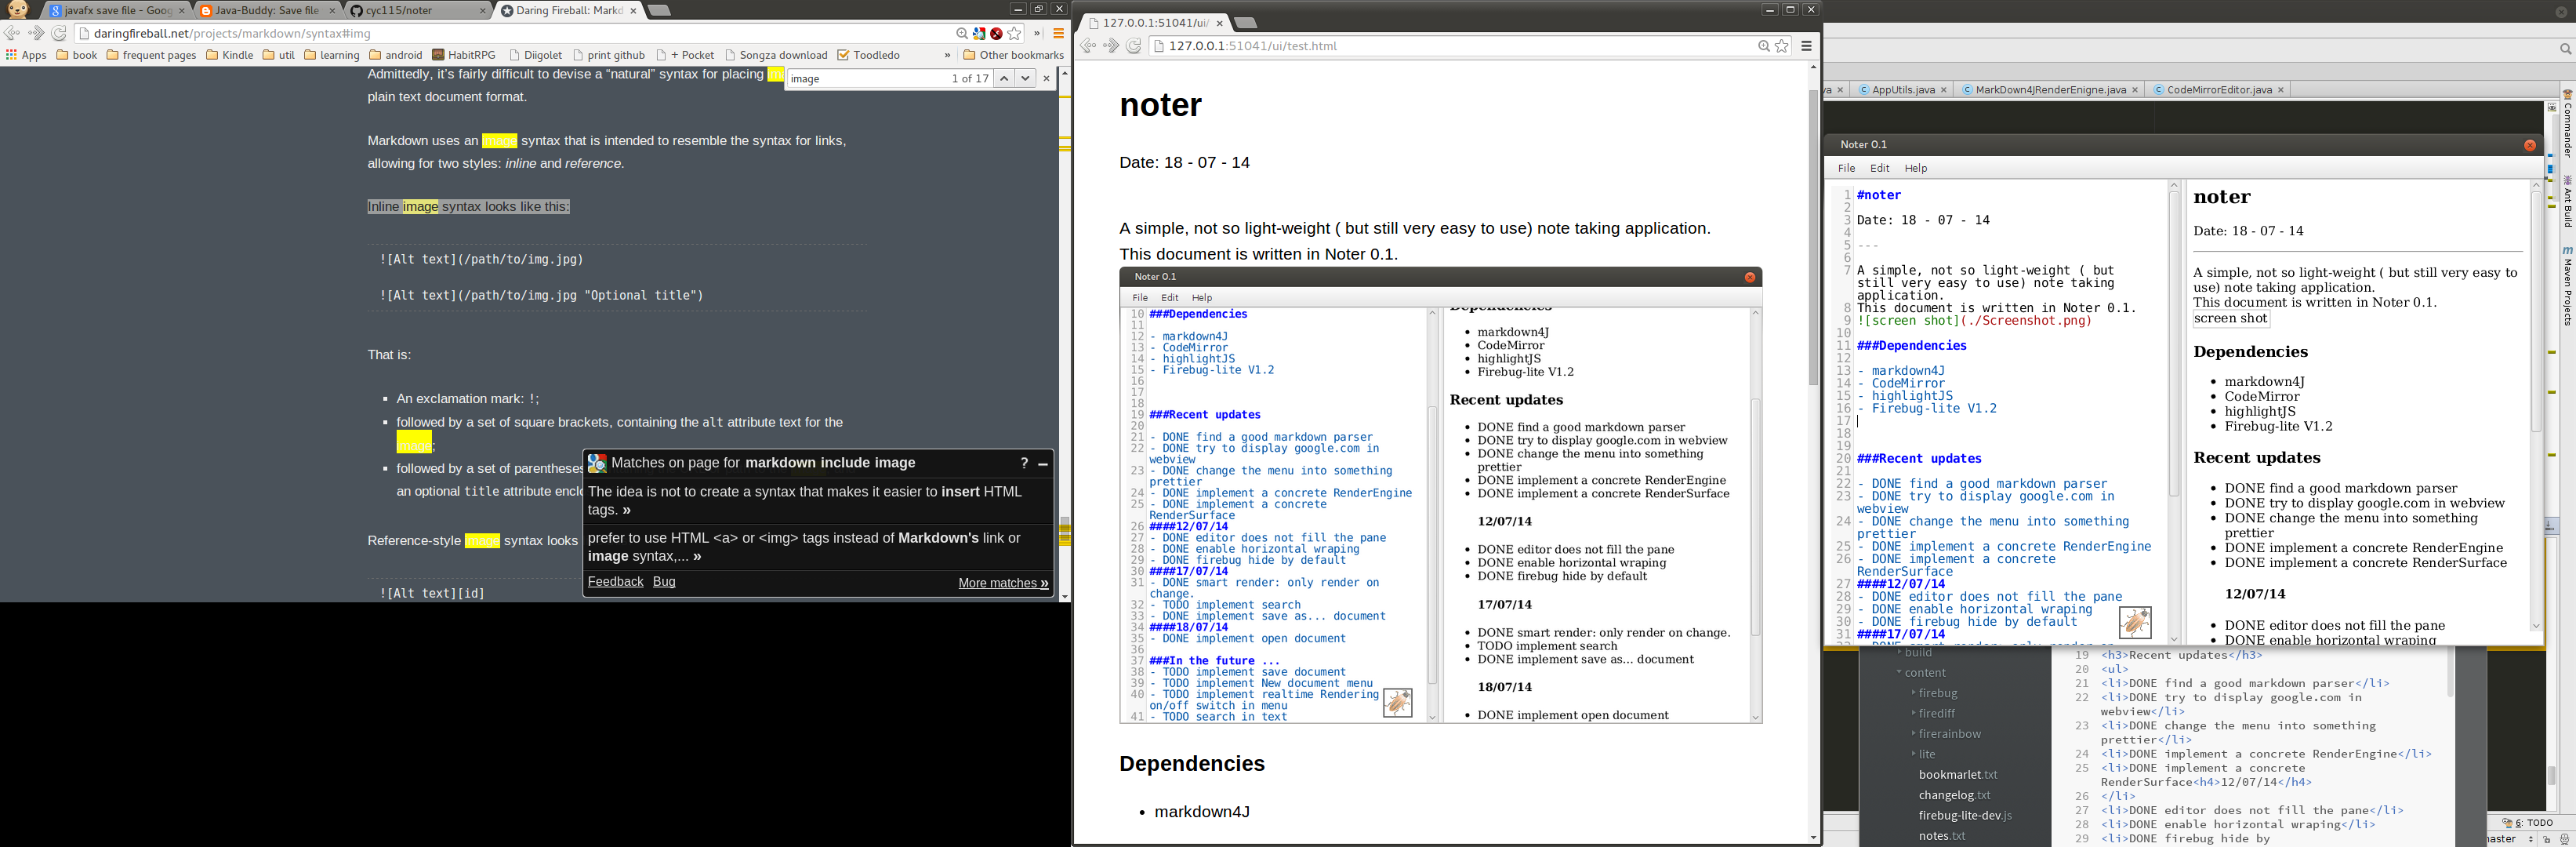 javafx save file - Goog
Java-Buddy: Save file
cyc115/noter
Daring Fireball: Markd
daringfireball.net/projects/markdown/syntax#img
Apps book frequent pages Kindle util learning android HabitRPG Diigolet print github + Pocket Songza download Toodledo » Other bookmarks
image 1 of 17
Admittedly, it's fairly difficult to devise a “natural” syntax for placing
plain text document format.
Markdown uses an image syntax that is intended to resemble the syntax for links,
allowing for two styles: inline and reference.
Inline image syntax looks like this:
![Alt text](/path/to/img.jpg)
![Alt text](/path/to/img.jpg "Optional title")
That is:
An exclamation mark: !;
followed by a set of square brackets, containing the alt attribute text for the
image;
followed by a set of parentheses
an optional title attribute enclo
Reference-style image syntax looks
![Alt text][id]
Matches on page for markdown include image ? –
The idea is not to create a syntax that makes it easier to insert HTML
tags. »
prefer to use HTML <a> or <img> tags instead of Markdown's link or
image syntax,... »
Feedback Bug More matches »
127.0.0.1:51041/ui/
127.0.0.1:51041/ui/test.html
noter
Date: 18 - 07 - 14
A simple, not so light-weight ( but still very easy to use) note taking application.
This document is written in Noter 0.1.
Noter 0.1
File Edit Help
10 ###Dependencies
11
12 - markdown4J
13 - CodeMirror
14 - highlightJS
15 - Firebug-lite V1.2
16
17
18
19 ###Recent updates
20
21 - DONE find a good markdown parser
22 - DONE try to display google.com in
webview
23 - DONE change the menu into something
prettier
24 - DONE implement a concrete RenderEngine
25 - DONE implement a concrete
RenderSurface
26 ####12/07/14
27 - DONE editor does not fill the pane
28 - DONE enable horizontal wraping
29 - DONE firebug hide by default
30 ####17/07/14
31 - DONE smart render: only render on
change.
32 - TODO implement search
33 - DONE implement save as... document
34 ####18/07/14
35 - DONE implement open document
36
37 ###In the future ...
38 - TODO implement save document
39 - TODO implement New document menu
40 - TODO implement realtime Rendering
on/off switch in menu
41 - TODO search in text
Dependencies
markdown4J
CodeMirror
highlightJS
Firebug-lite V1.2
Recent updates
DONE find a good markdown parser
DONE try to display google.com in webview
DONE change the menu into something
prettier
DONE implement a concrete RenderEngine
DONE implement a concrete RenderSurface
12/07/14
DONE editor does not fill the pane
DONE enable horizontal wraping
DONE firebug hide by default
17/07/14
DONE smart render: only render on change.
TODO implement search
DONE implement save as... document
18/07/14
DONE implement open document
Dependencies
markdown4J
va AppUtils.java MarkDown4JRenderEnigne.java CodeMirrorEditor.java
Commander
Ant Build
Maven Projects
Noter 0.1
File Edit Help
1 #noter
2
3 Date: 18 - 07 - 14
4
5 ---
6
7 A simple, not so light-weight ( but
still very easy to use) note taking
application.
8 This document is written in Noter 0.1.
9 ![screen shot](./Screenshot.png)
10
11 ###Dependencies
12
13 - markdown4J
14 - CodeMirror
15 - highlightJS
16 - Firebug-lite V1.2
17
18
19
20 ###Recent updates
21
22 - DONE find a good markdown parser
23 - DONE try to display google.com in
webview
24 - DONE change the menu into something
prettier
25 - DONE implement a concrete RenderEngine
26 - DONE implement a concrete
RenderSurface
27 ####12/07/14
28 - DONE editor does not fill the pane
29 - DONE enable horizontal wraping
30 - DONE firebug hide by default
31 ####17/07/14
noter
Date: 18 - 07 - 14
A simple, not so light-weight ( but still very easy to
use) note taking application.
This document is written in Noter 0.1.
screen shot
Dependencies
markdown4J
CodeMirror
highlightJS
Firebug-lite V1.2
Recent updates
DONE find a good markdown parser
DONE try to display google.com in webview
DONE change the menu into something
prettier
DONE implement a concrete RenderEngine
DONE implement a concrete RenderSurface
12/07/14
DONE editor does not fill the pane
DONE enable horizontal wraping
build
content
firebug
firediff
firerainbow
lite
bookmarlet.txt
changelog.txt
firebug-lite-dev.js
notes.txt
19 <h3>Recent updates</h3>
20 <ul>
21 <li>DONE find a good markdown parser</li>
22 <li>DONE try to display google.com in
webview</li>
23 <li>DONE change the menu into something
prettier</li>
24 <li>DONE implement a concrete RenderEngine</li>
25 <li>DONE implement a concrete
RenderSurface<h4>12/07/14</h4>
26 </li>
27 <li>DONE editor does not fill the pane</li>
28 <li>DONE enable horizontal wraping</li>
29 <li>DONE firebug hide by
6: TODO
master